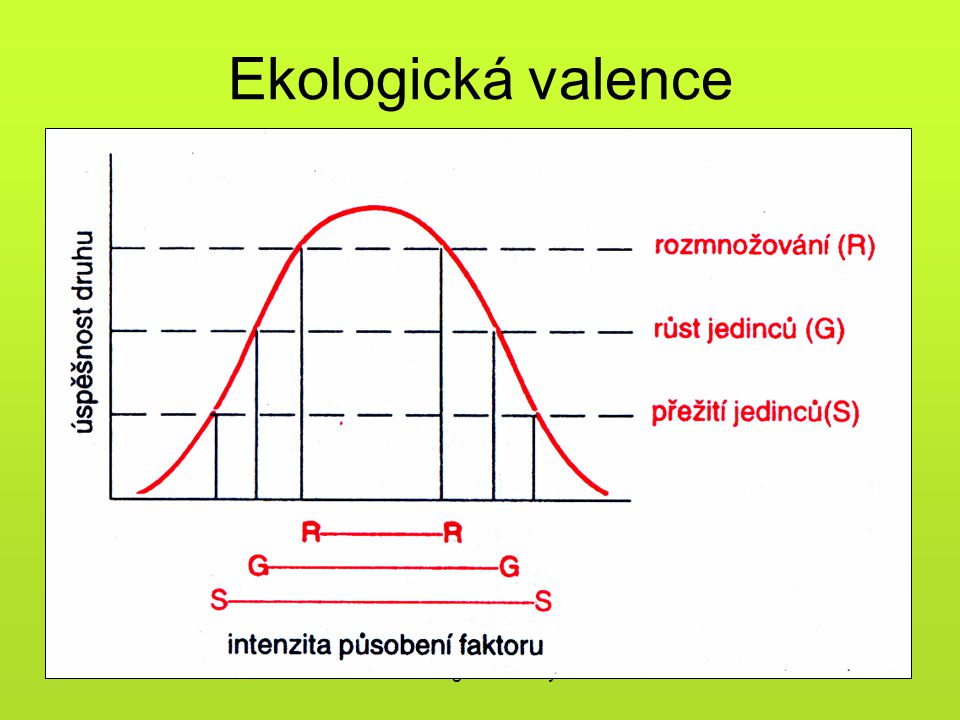 Ekologická valence
úspěšnost druhu
rozmnožování (R)
růst jedinců (G)
přežití jedinců(S)
R R
G G
S S
intenzita působení faktoru